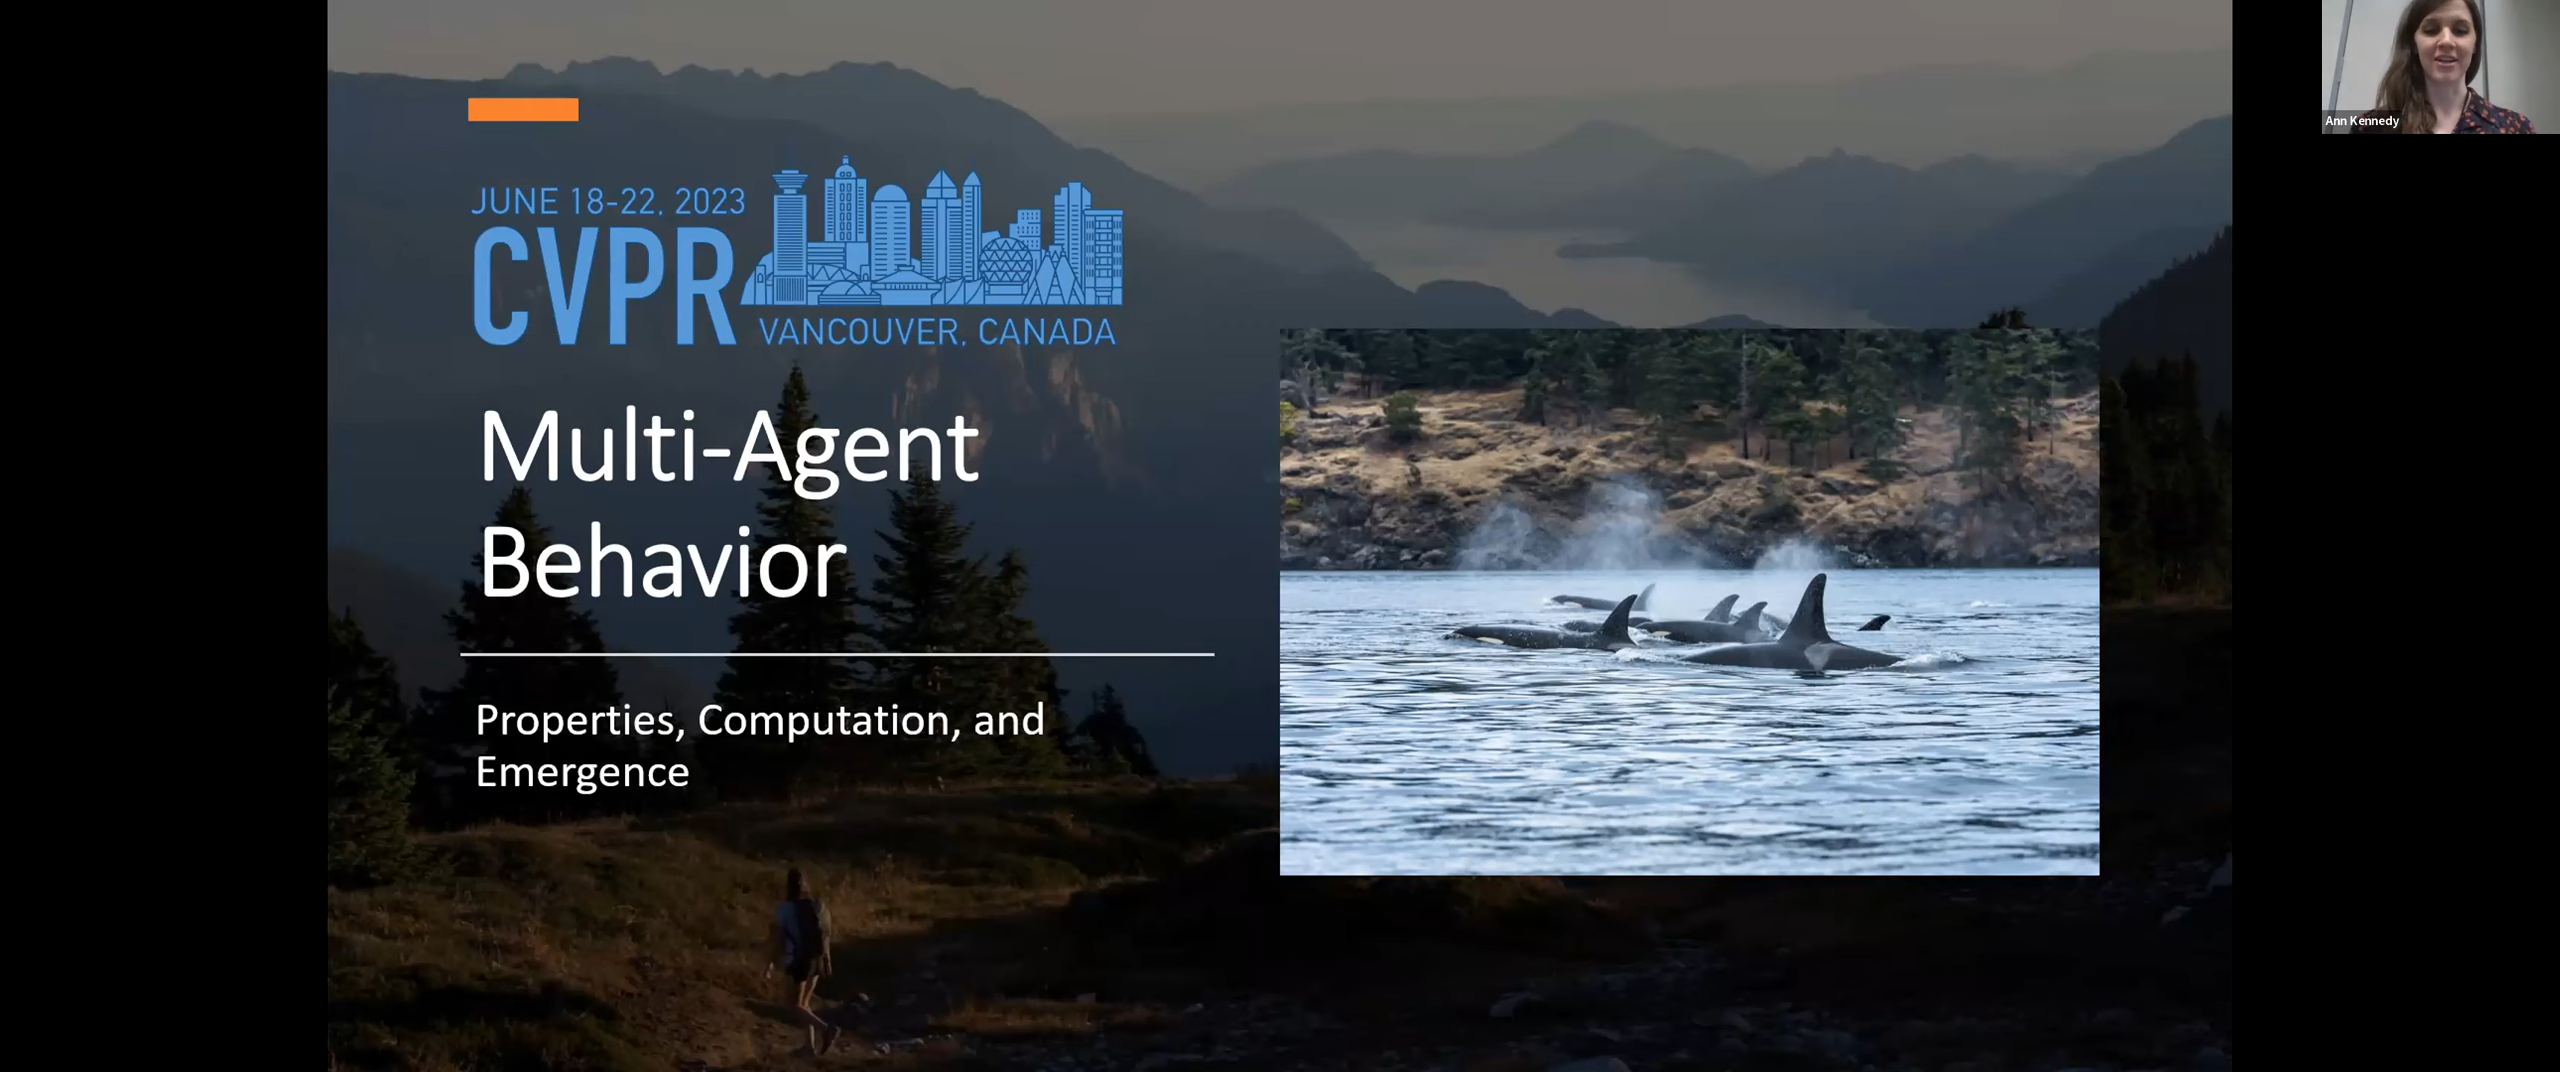 JUNE 18-22, 2023
CVPR
VANCOUVER, CANADA
Multi-Agent
Behavior
Properties, Computation, and
Emergence
Ann Kennedy